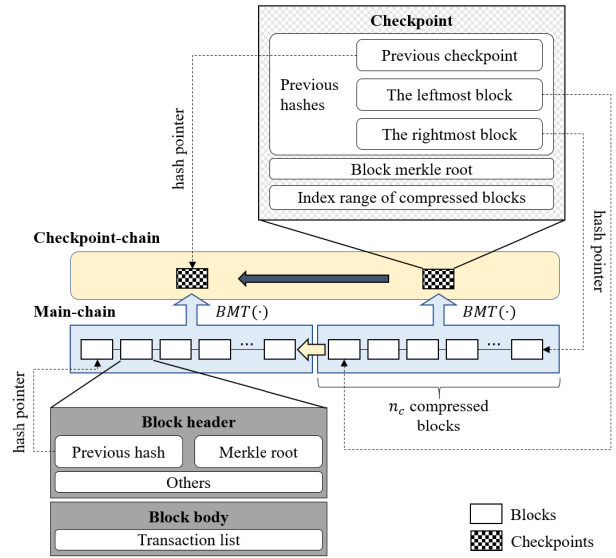 Checkpoint
Previous checkpoint
Previous
hashes
The leftmost block
The rightmost block
Block merkle root
Index range of compressed blocks
hash pointer
hash pointer
Checkpoint-chain
Main-chain
BMT(·)
BMT(·)
...
...
hash pointer
n_c compressed
blocks
Block header
Previous hash
Merkle root
Others
Block body
Transaction list
Blocks
Checkpoints